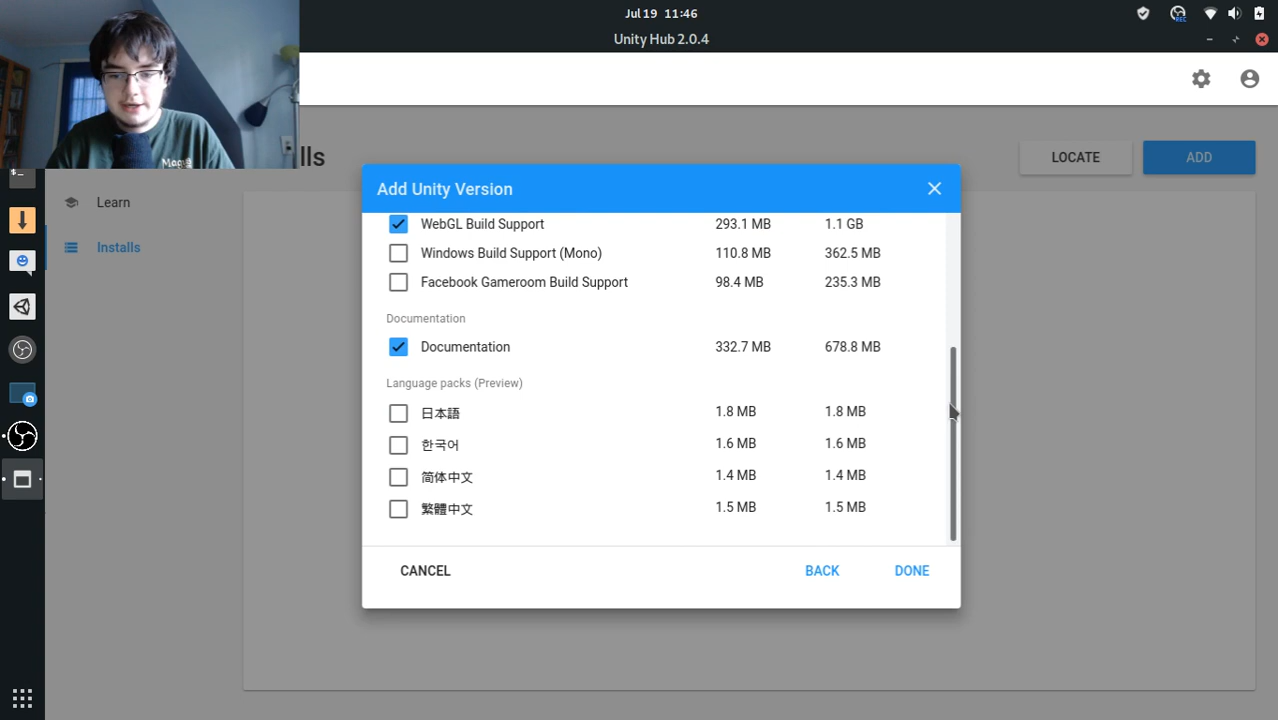 Jul 19 11:46
REC
Unity Hub 2.0.4
lls
LOCATE
ADD
Learn
Installs
Add Unity Version
WebGL Build Support 293.1 MB 1.1 GB
Windows Build Support (Mono) 110.8 MB 362.5 MB
Facebook Gameroom Build Support 98.4 MB 235.3 MB
Documentation
Documentation 332.7 MB 678.8 MB
Language packs (Preview)
日本語 1.8 MB 1.8 MB
한국어 1.6 MB 1.6 MB
简体中文 1.4 MB 1.4 MB
繁體中文 1.5 MB 1.5 MB
CANCEL
BACK
DONE